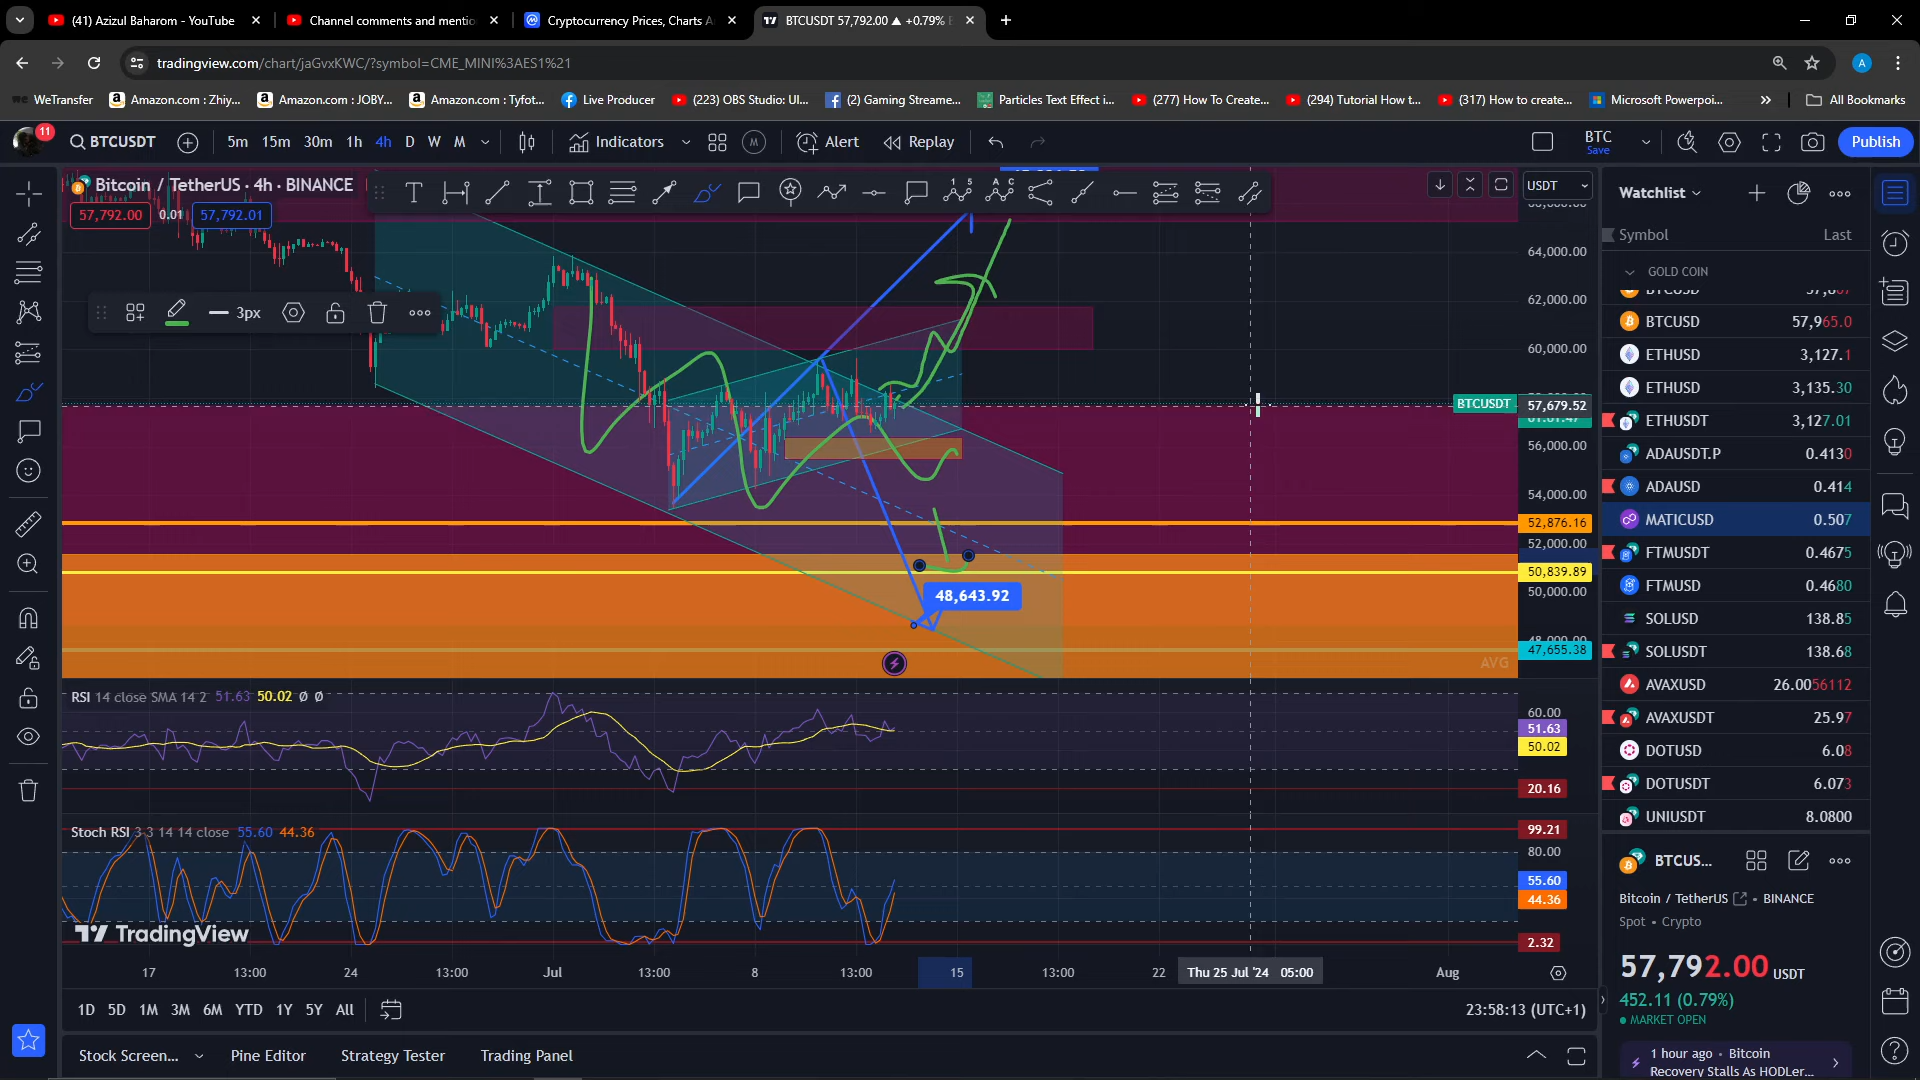 (41) Azizul Baharom - YouTube
Channel comments and mentio
Cryptocurrency Prices, Charts A
BTCUSDT 57,792.00 ▲ +0.79%
tradingview.com/chart/jaGvxKWC/?symbol=CME_MINI%3AES1%21
A
WeTransfer
Amazon.com : Zhiy...
Amazon.com : JOBY...
Amazon.com : Tyfot...
Live Producer
(223) OBS Studio: Ul...
(2) Gaming Streame...
Particles Text Effect i...
(277) How To Create...
(294) Tutorial How t...
(317) How to create...
Microsoft Powerpoi...
All Bookmarks
11
BTCUSDT
5m 15m 30m 1h 4h D W M
Indicators
M
Alert
Replay
BTC
Save
Publish
Bitcoin / TetherUS · 4h · BINANCE
57,792.00 0.01 57,792.01
3px
USDT
64,000.00
62,000.00
60,000.00
BTCUSDT 57,679.52
56,000.00
54,000.00
52,876.16
52,000.00
50,839.89
50,000.00
48,000.00
47,655.38
48,643.92
AVG
RSI 14 close SMA 14 2 51.63 50.02 Ø Ø
60.00
51.63
50.02
20.16
Stoch RSI 3 3 14 14 close 55.60 44.36
99.21
80.00
55.60
44.36
2.32
TradingView
17 13:00 24 13:00 Jul 13:00 8 13:00 15 13:00 22 Thu 25 Jul '24 05:00 Aug
1D 5D 1M 3M 6M YTD 1Y 5Y All
23:58:13 (UTC+1)
Stock Screen... Pine Editor Strategy Tester Trading Panel
Watchlist
Symbol Last
GOLD COIN
BTCUSD 57,965.0
ETHUSD 3,127.1
ETHUSD 3,135.30
ETHUSDT 3,127.01
ADAUSDT.P 0.4130
ADAUSD 0.414
MATICUSD 0.507
FTMUSDT 0.4675
FTMUSD 0.4680
SOLUSD 138.85
SOLUSDT 138.68
AVAXUSD 26.0056112
AVAXUSDT 25.97
DOTUSD 6.08
DOTUSDT 6.073
UNIUSDT 8.0800
BTCUS...
Bitcoin / TetherUS • BINANCE
Spot • Crypto
57,792.00 USDT
452.11 (0.79%)
MARKET OPEN
1 hour ago • Bitcoin
Recovery Stalls As HODLer...